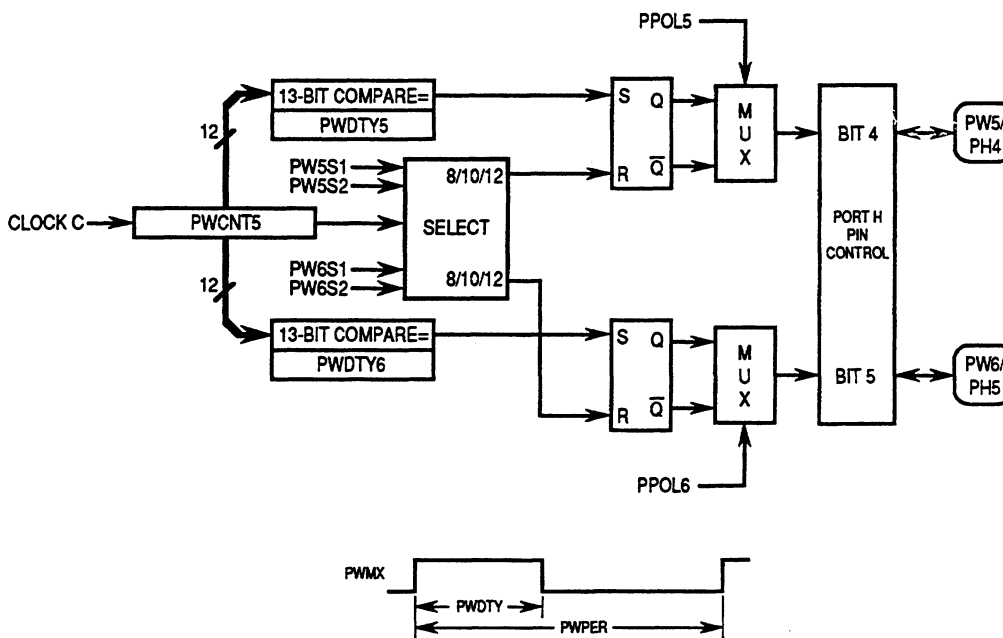 PPOL5
13-BIT COMPARE=
PWDTY5
12
S Q
R Q̅
M
U
X
BIT 4
PW5/
PH4
PW5S1
PW5S2
8/10/12
CLOCK C
PWCNT5
SELECT
PORT H
PIN
CONTROL
PW6S1
PW6S2
8/10/12
12
13-BIT COMPARE=
PWDTY6
S Q
R Q̅
M
U
X
BIT 5
PW6/
PH5
PPOL6
PWMX
PWDTY
PWPER